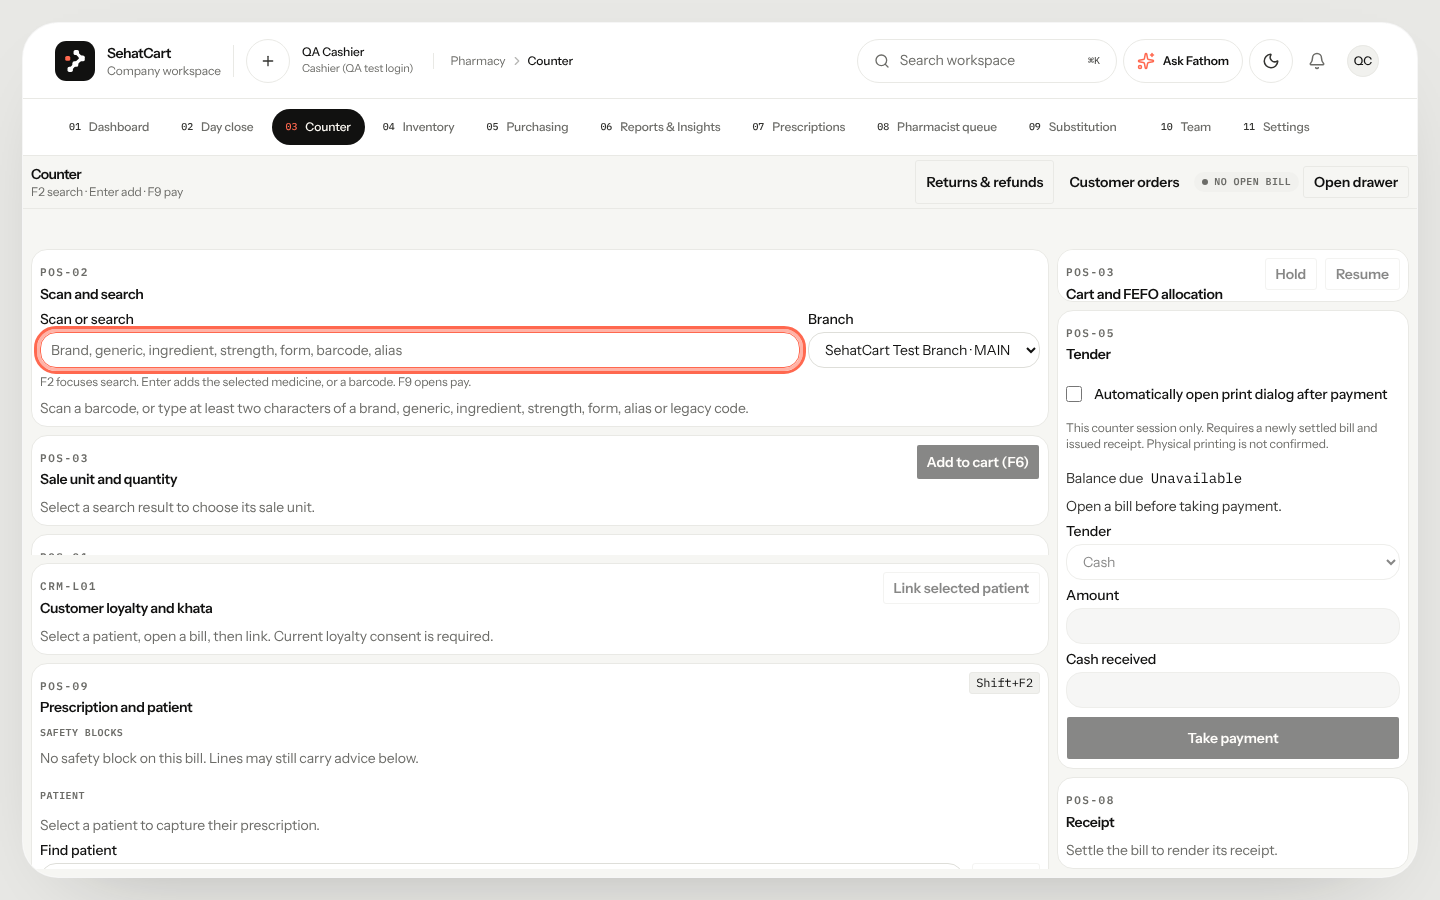 SehatCart
Company workspace
+
QA Cashier
Cashier (QA test login)
Pharmacy > Counter
Search workspace ⌘K
Ask Fathom
QC
01 Dashboard
02 Day close
03 Counter
04 Inventory
05 Purchasing
06 Reports & Insights
07 Prescriptions
08 Pharmacist queue
09 Substitution
10 Team
11 Settings
Counter
F2 search · Enter add · F9 pay
Returns & refunds
Customer orders
NO OPEN BILL
Open drawer
POS-02
Scan and search
Scan or search
Brand, generic, ingredient, strength, form, barcode, alias
Branch
SehatCart Test Branch · MAIN
F2 focuses search. Enter adds the selected medicine, or a barcode. F9 opens pay.
Scan a barcode, or type at least two characters of a brand, generic, ingredient, strength, form, alias or legacy code.
POS-03
Sale unit and quantity
Add to cart (F6)
Select a search result to choose its sale unit.
CRM-L01
Customer loyalty and khata
Link selected patient
Select a patient, open a bill, then link. Current loyalty consent is required.
POS-09
Shift+F2
Prescription and patient
SAFETY BLOCKS
No safety block on this bill. Lines may still carry advice below.
PATIENT
Select a patient to capture their prescription.
Find patient
POS-03
Hold
Resume
Cart and FEFO allocation
POS-05
Tender
Automatically open print dialog after payment
This counter session only. Requires a newly settled bill and
issued receipt. Physical printing is not confirmed.
Balance due Unavailable
Open a bill before taking payment.
Tender
Cash
Amount
Cash received
Take payment
POS-08
Receipt
Settle the bill to render its receipt.